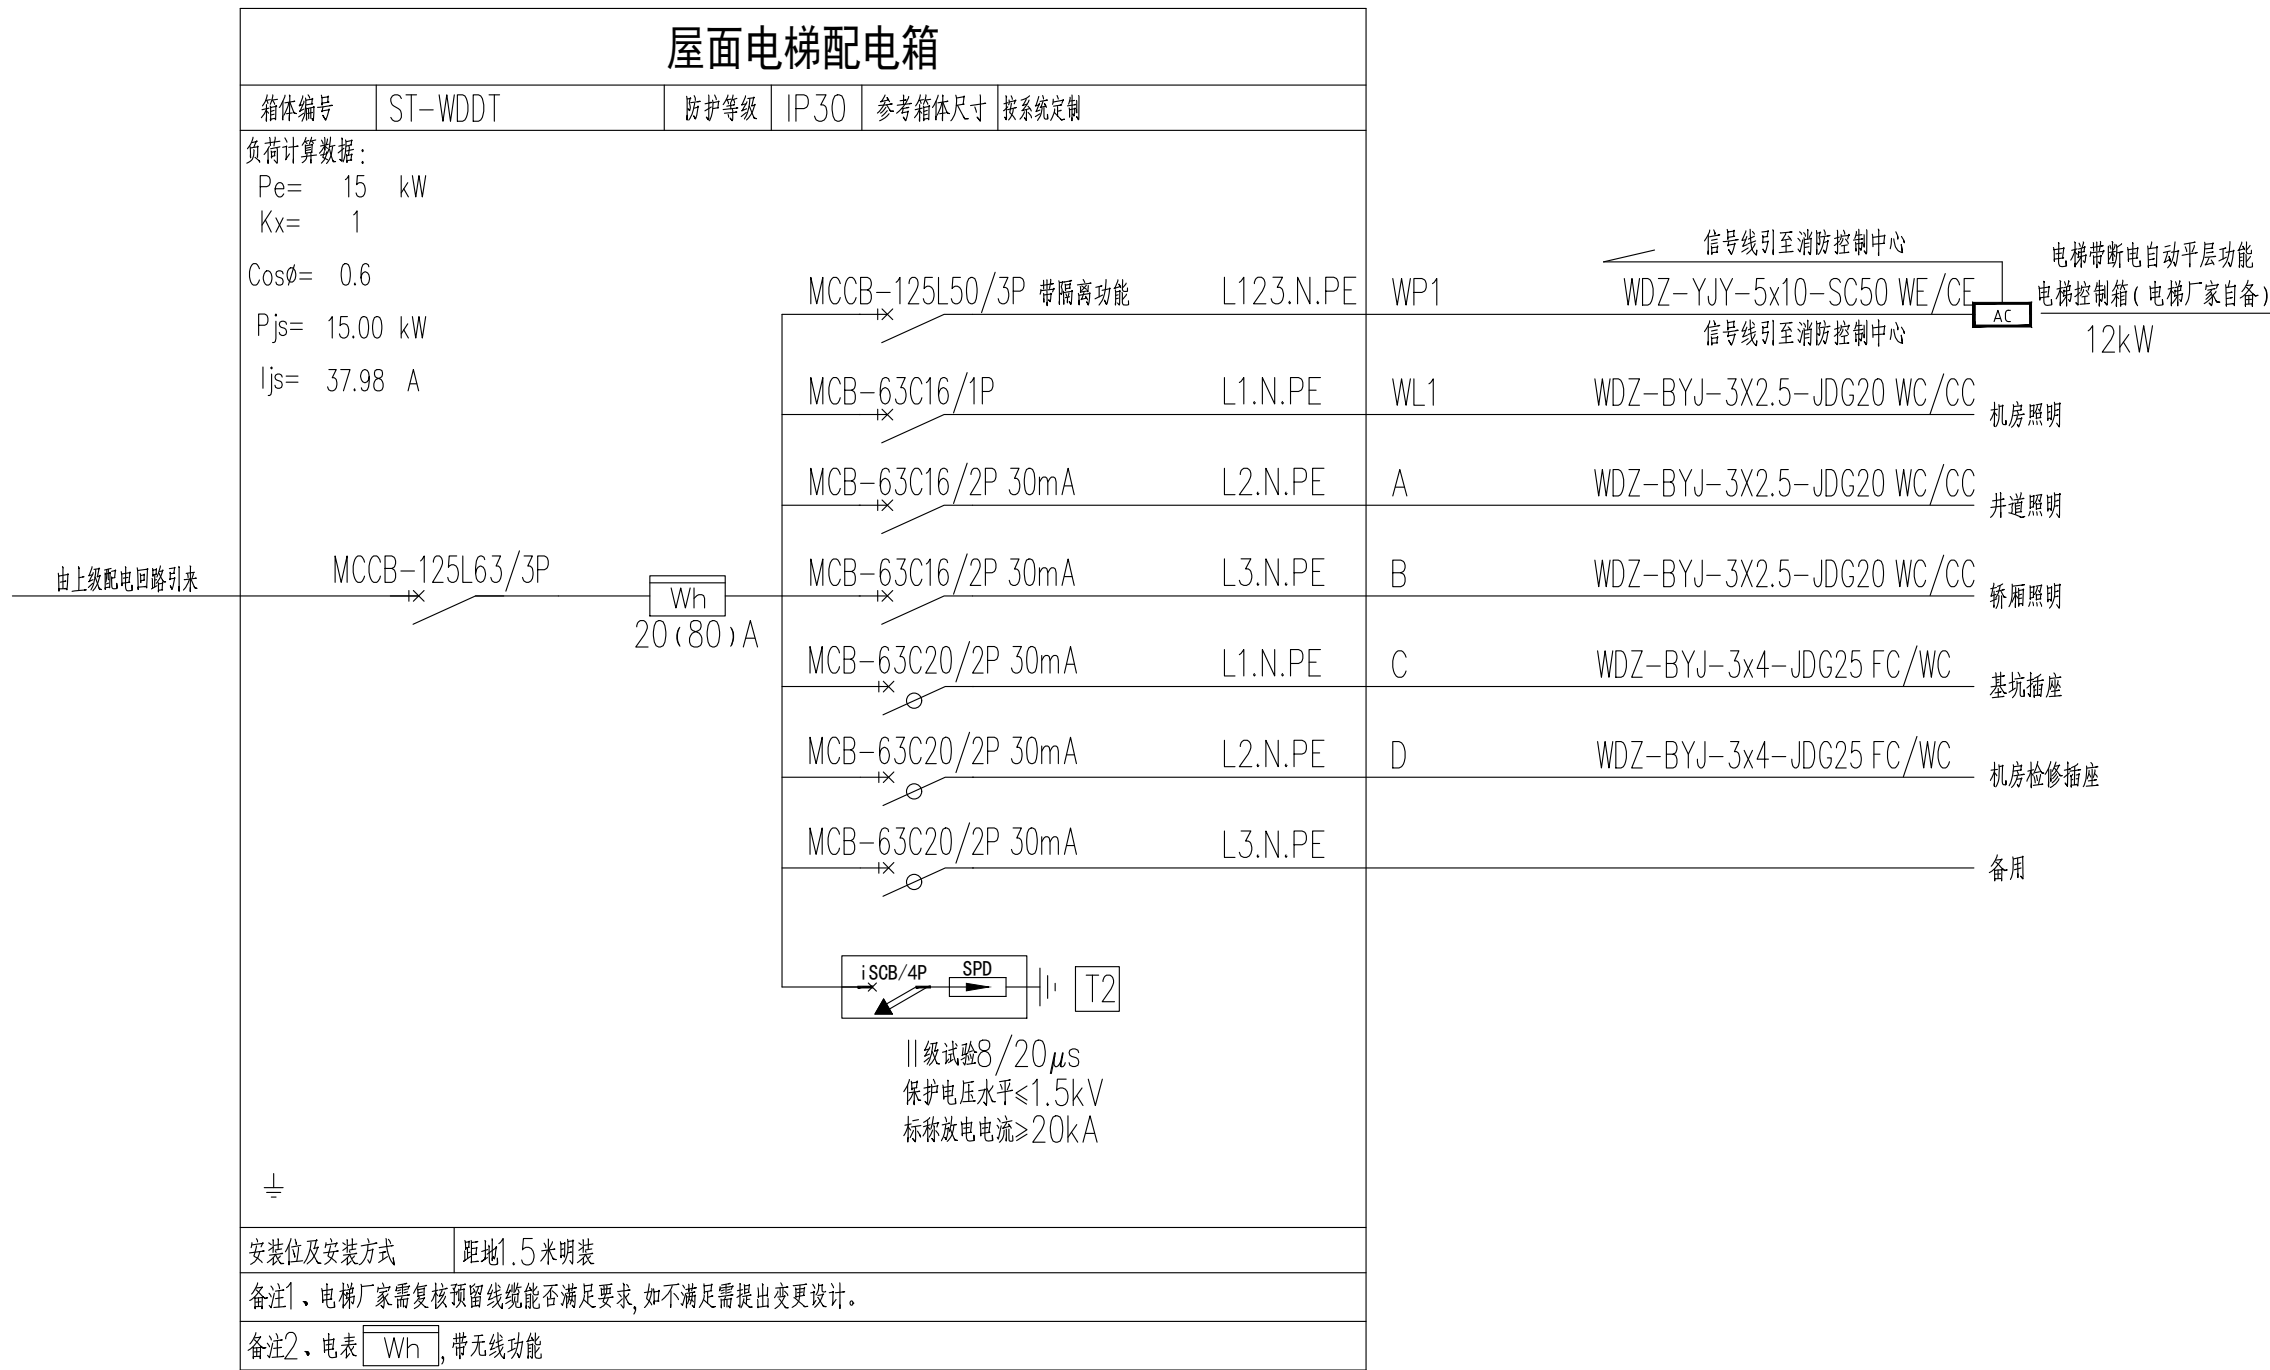 屋面电梯配电箱
箱体编号 ST-WDDT 防护等级 IP30 参考箱体尺寸 按系统定制
负荷计算数据:
Pe= 15 kW
Kx= 1
CosØ= 0.6
Pjs= 15.00 kW
Ijs= 37.98 A
由上级配电回路引来
MCCB-125L63/3P
Wh
20(80)A
信号线引至消防控制中心
MCCB-125L50/3P 带隔离功能 L123.N.PE WP1 WDZ-YJY-5x10-SC50 WE/CE
信号线引至消防控制中心
AC
电梯带断电自动平层功能
电梯控制箱(电梯厂家自备)
12kW
MCB-63C16/1P L1.N.PE WL1 WDZ-BYJ-3X2.5-JDG20 WC/CC 机房照明
MCB-63C16/2P 30mA L2.N.PE A WDZ-BYJ-3X2.5-JDG20 WC/CC 井道照明
MCB-63C16/2P 30mA L3.N.PE B WDZ-BYJ-3X2.5-JDG20 WC/CC 轿厢照明
MCB-63C20/2P 30mA L1.N.PE C WDZ-BYJ-3x4-JDG25 FC/WC 基坑插座
MCB-63C20/2P 30mA L2.N.PE D WDZ-BYJ-3x4-JDG25 FC/WC 机房检修插座
MCB-63C20/2P 30mA L3.N.PE 备用
iSCB/4P SPD T2
II级试验8/20μs
保护电压水平≤1.5kV
标称放电电流≥20kA
安装位及安装方式 距地1.5米明装
备注1、电梯厂家需复核预留线缆能否满足要求,如不满足需提出变更设计。
备注2、电表 Wh ,带无线功能